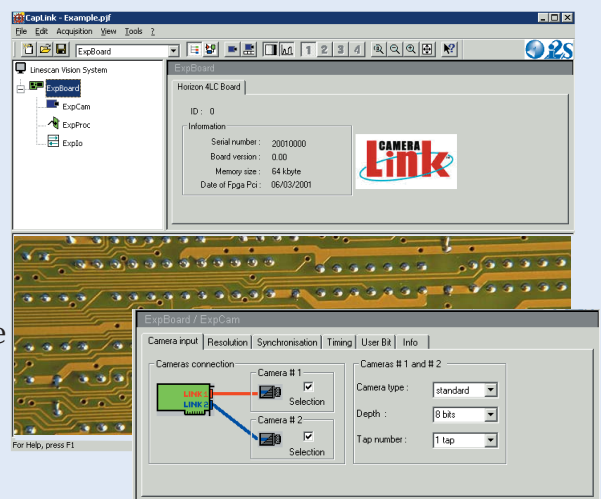 CapLink - Example.pjf
File Edit Acquisition View Tools ?
ExpBoard 1 2 3 4 i2S
Linescan Vision System
ExpBoard
ExpCam
ExpProc
ExpIo
ExpBoard
Horizon 4LC Board
ID : 0
Information
Serial number : 20010000
Board version : 0.00
Memory size : 64 kbyte
Date of Fpga Pci : 06/03/2001
CAMERA
Link
e
ExpBoard / ExpCam
Camera input Resolution Synchronisation Timing User Bit Info
Cameras connection
LINK 1
LINK 2
Camera # 1
Selection
Camera # 2
Selection
Cameras # 1 and # 2
Camera type : standard
Depth : 8 bits
Tap number : 1 tap
For Help, press F1